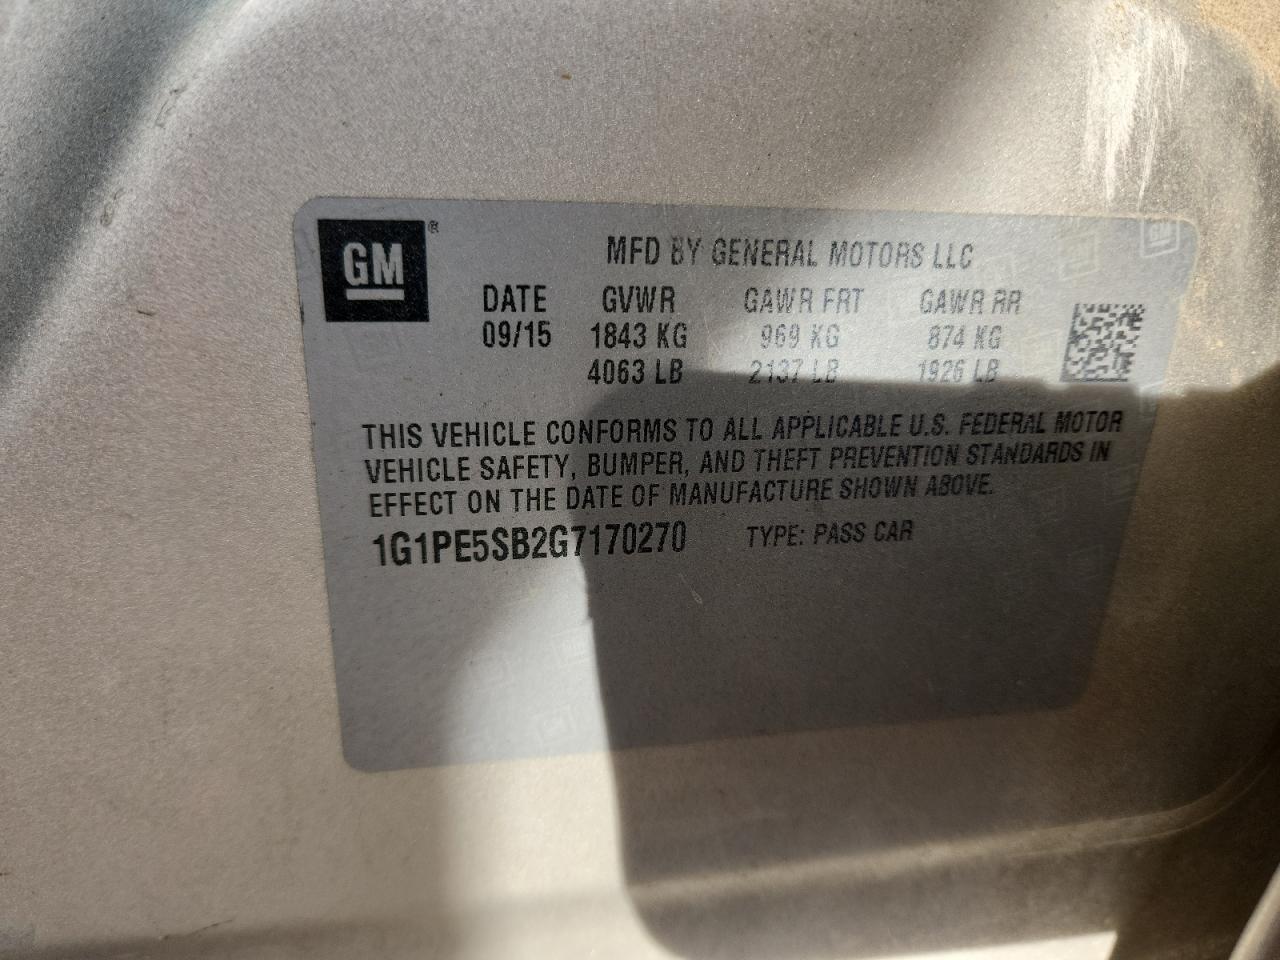 GM®
MFD BY GENERAL MOTORS LLC
DATE GVWR GAWR FRT GAWR RR
09/15 1843 KG 969 KG 874 KG
4063 LB 2137 LB 1926 LB
THIS VEHICLE CONFORMS TO ALL APPLICABLE U.S. FEDERAL MOTOR
VEHICLE SAFETY, BUMPER, AND THEFT PREVENTION STANDARDS IN
EFFECT ON THE DATE OF MANUFACTURE SHOWN ABOVE.
1G1PE5SB2G7170270 TYPE: PASS CAR